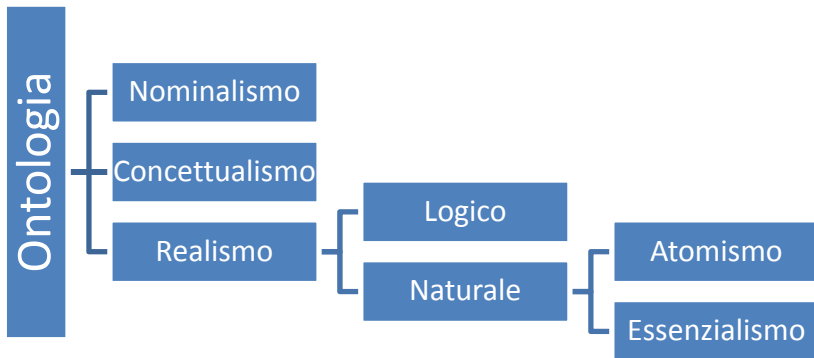 Ontologia
Nominalismo
Concettualismo
Realismo
Logico
Naturale
Atomismo
Essenzialismo